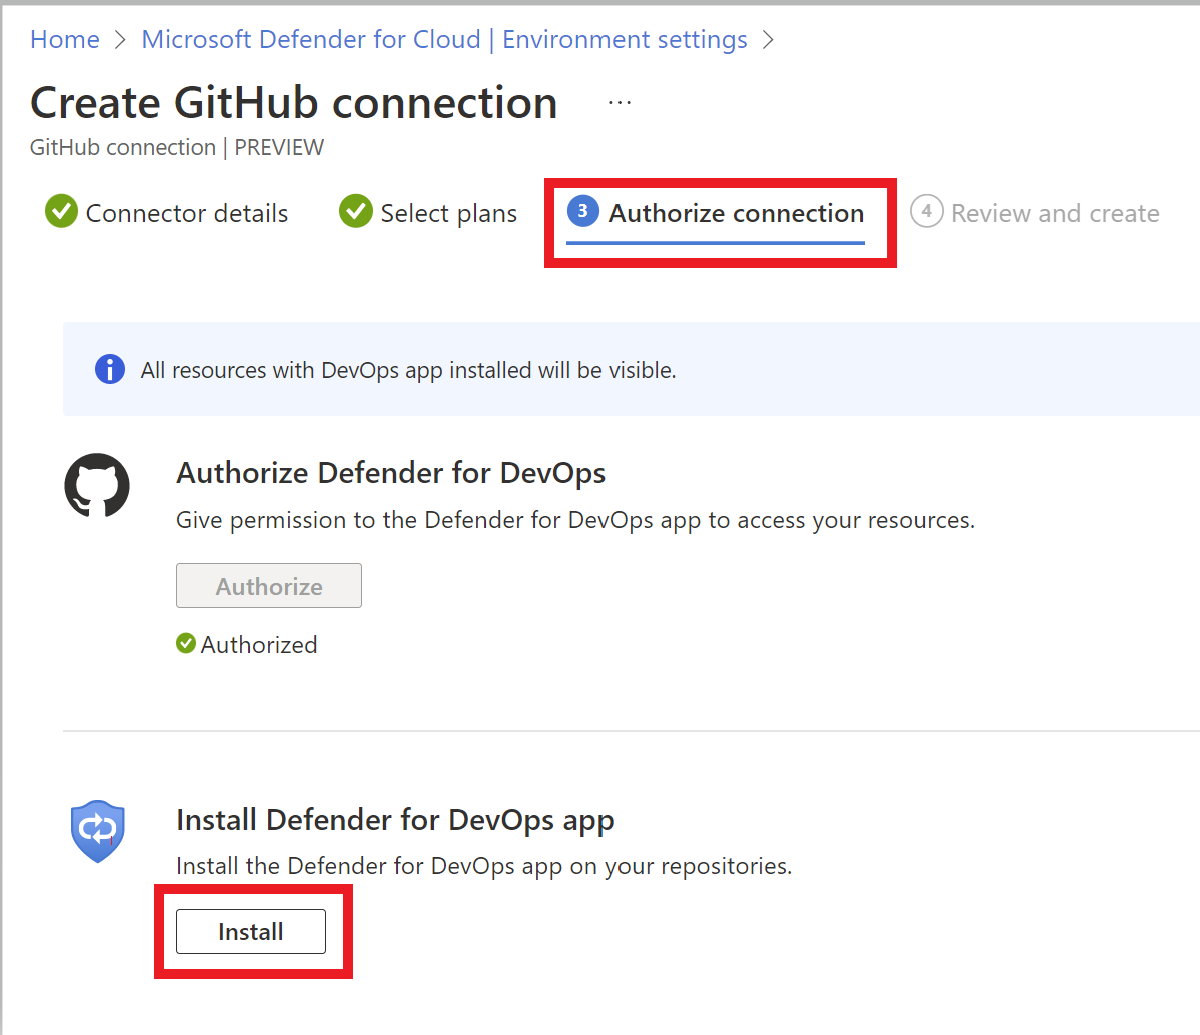 Home > Microsoft Defender for Cloud | Environment settings >
Create GitHub connection ...
GitHub connection | PREVIEW
Connector details Select plans 3 Authorize connection 4 Review and create
All resources with DevOps app installed will be visible.
Authorize Defender for DevOps
Give permission to the Defender for DevOps app to access your resources.
Authorize
Authorized
Install Defender for DevOps app
Install the Defender for DevOps app on your repositories.
Install